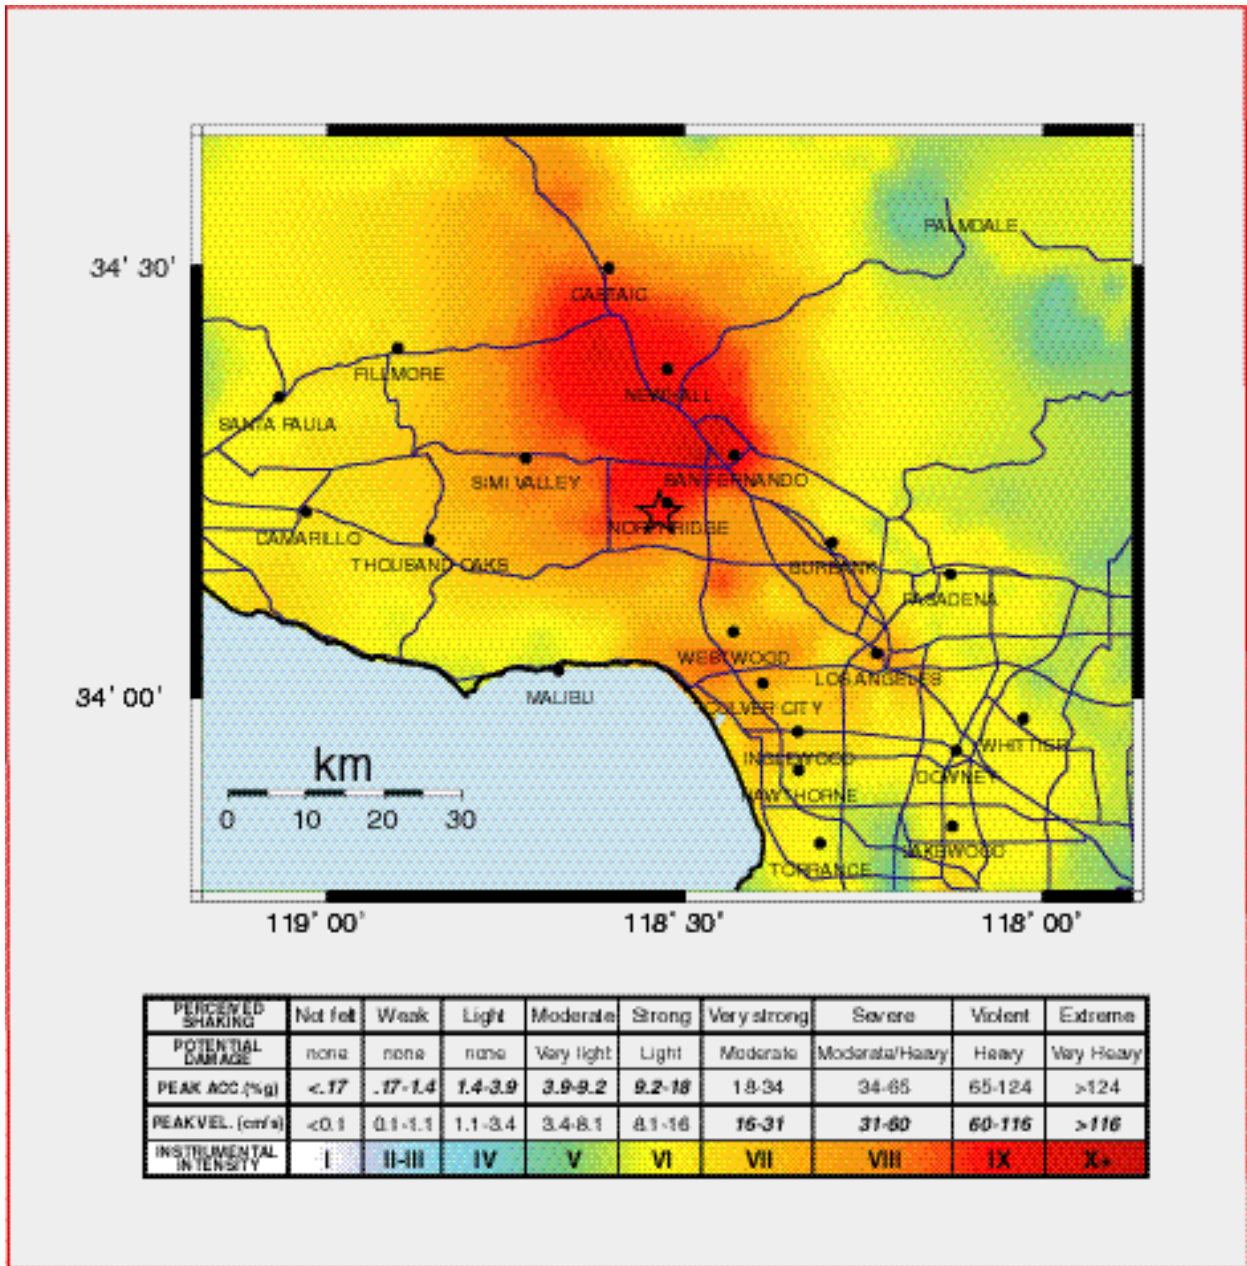 PALMDALE
34° 30'
CASTAIC
FILLMORE
NEWHALL
SANTA PAULA
SIMI VALLEY
SAN FERNANDO
NORTHRIDGE
CAMARILLO
THOUSAND OAKS
BURBANK
PASADENA
WESTWOOD
LOS ANGELES
34° 00'
MALIBU
CULVER CITY
WHITTIER
INGLEWOOD
DOWNEY
km
HAWTHORNE
0 10 20 30
LAKEWOOD
TORRANCE
119° 00' 118° 30' 118° 00'
PERCEIVED
SHAKING
Not felt Weak Light Moderate Strong Very strong Severe Violent Extreme
POTENTIAL
DAMAGE
none none none Very light Light Moderate Moderate/Heavy Heavy Very Heavy
PEAK ACC.(%g) <.17 .17-1.4 1.4-3.9 3.9-9.2 9.2-18 18-34 34-65 65-124 >124
PEAK VEL.(cm/s) <0.1 0.1-1.1 1.1-3.4 3.4-8.1 8.1-16 16-31 31-60 60-116 >116
INSTRUMENTAL
INTENSITY
I II-III IV V VI VII VIII IX X+